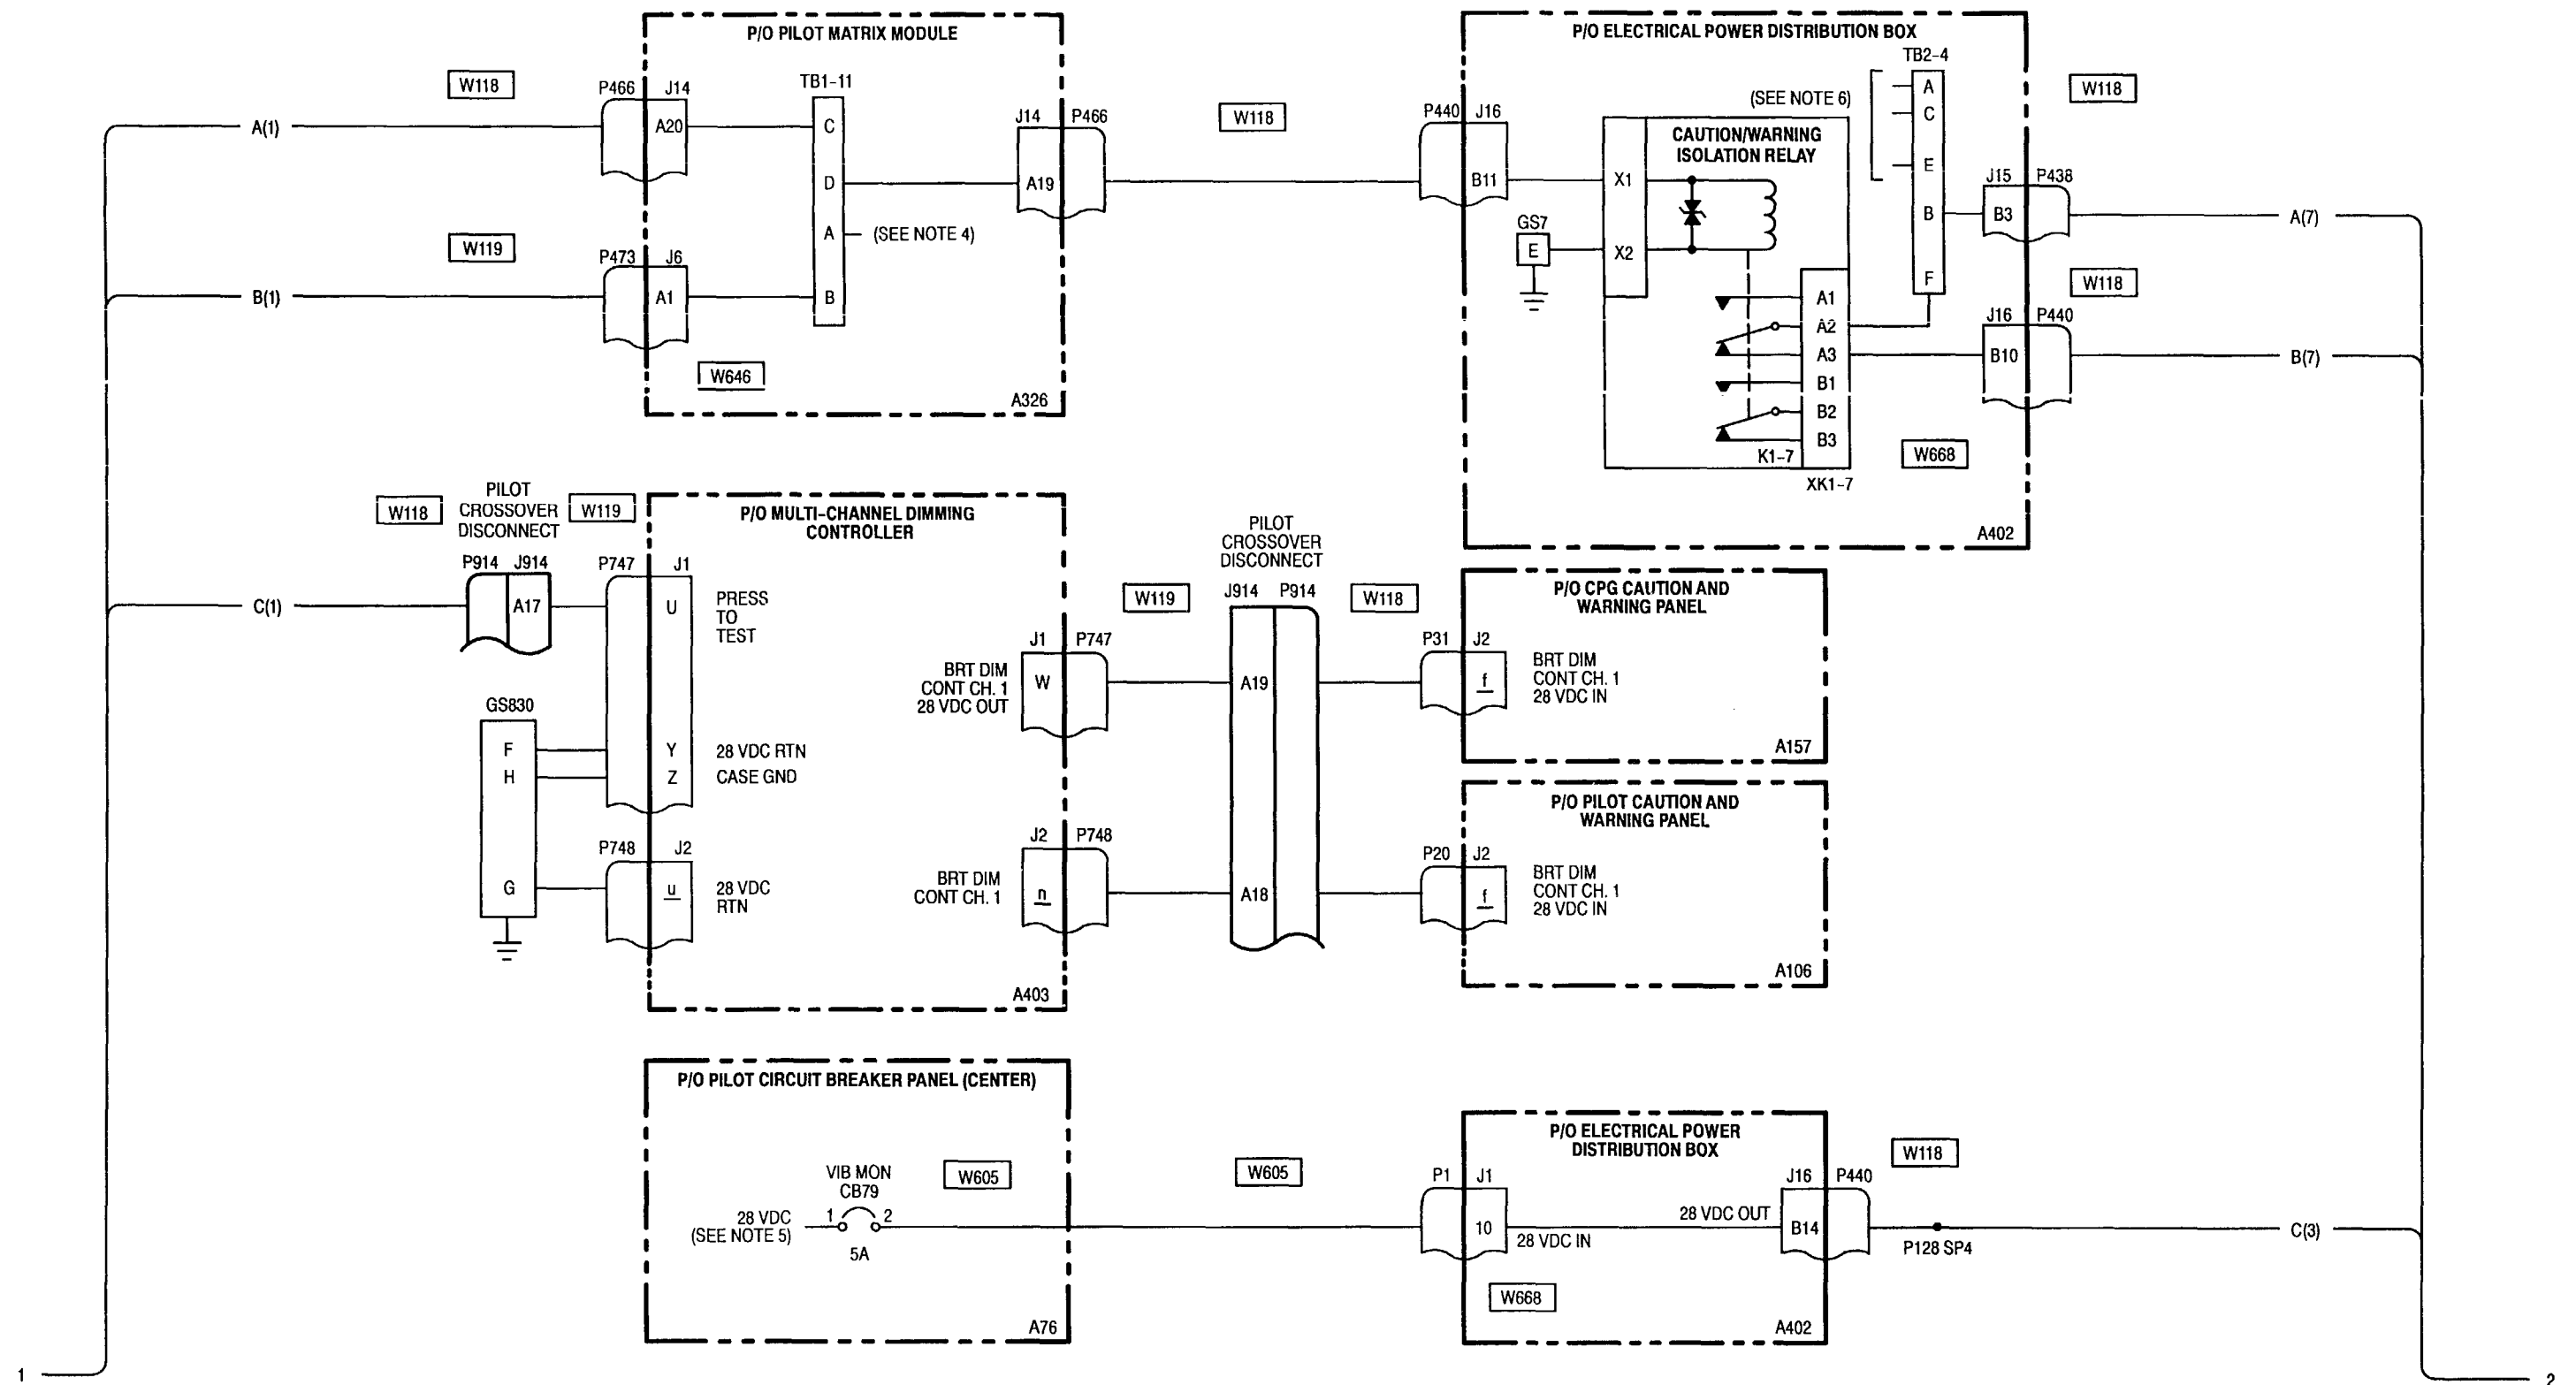 P/O PILOT MATRIX MODULE
W118
P466
J14
TB1-11
A(1)
A20
C
D
J14
P466
A19
A
(SEE NOTE 4)
W119
P473
J6
B(1)
A1
B
W646
A326
W118
P/O ELECTRICAL POWER DISTRIBUTION BOX
TB2-4
(SEE NOTE 6)
A
C
E
B
F
W118
P440
J16
CAUTION/WARNING
ISOLATION RELAY
B11
X1
GS7
E
X2
A1
A2
A3
B1
B2
B3
K1-7
XK1-7
J15
P438
B3
A(7)
W118
J16
P440
B10
B(7)
W668
A402
W118
PILOT
CROSSOVER
DISCONNECT
W119
P914
J914
P747
J1
C(1)
A17
U
PRESS
TO
TEST
P/O MULTI-CHANNEL DIMMING
CONTROLLER
GS830
F
H
G
Y
28 VDC RTN
Z
CASE GND
P748
J2
u
28 VDC
RTN
J1
P747
BRT DIM
CONT CH. 1
28 VDC OUT
W
J2
P748
BRT DIM
CONT CH. 1
n
A403
W119
PILOT
CROSSOVER
DISCONNECT
J914
P914
W118
A19
A18
P/O CPG CAUTION AND
WARNING PANEL
P31
J2
f
BRT DIM
CONT CH. 1
28 VDC IN
A157
P/O PILOT CAUTION AND
WARNING PANEL
P20
J2
f
BRT DIM
CONT CH. 1
28 VDC IN
A106
P/O PILOT CIRCUIT BREAKER PANEL (CENTER)
VIB MON
CB79
W605
28 VDC
(SEE NOTE 5)
1
2
5A
A76
W605
P/O ELECTRICAL POWER
DISTRIBUTION BOX
P1
J1
10
28 VDC IN
28 VDC OUT
J16
P440
B14
W118
P128 SP4
C(3)
W668
A402
1
2